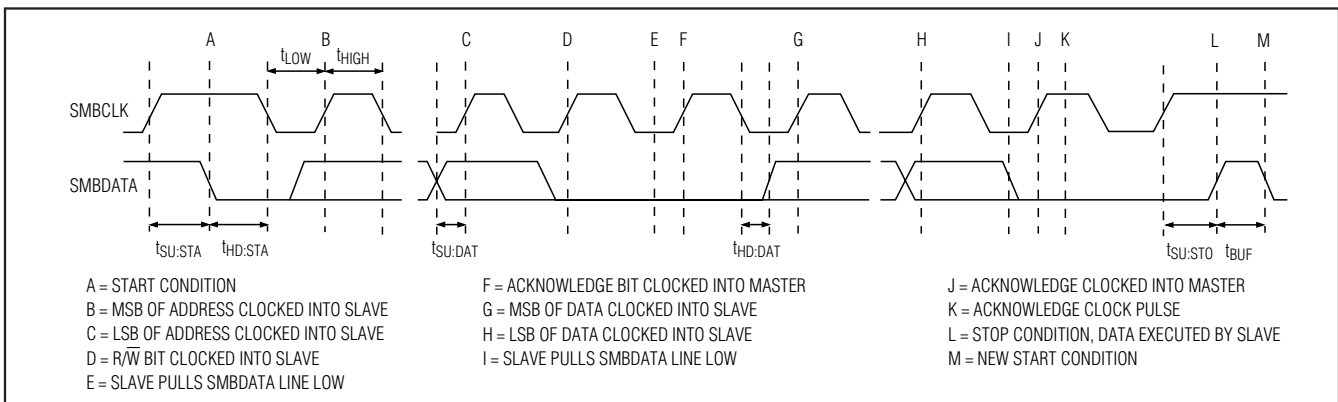 A B C D E F G H I J K L M
tLOW tHIGH
SMBCLK
SMBDATA
tSU:STA tHD:STA tSU:DAT tHD:DAT tSU:STO tBUF
A = START CONDITION
B = MSB OF ADDRESS CLOCKED INTO SLAVE
C = LSB OF ADDRESS CLOCKED INTO SLAVE
D = R/W̅ BIT CLOCKED INTO SLAVE
E = SLAVE PULLS SMBDATA LINE LOW
F = ACKNOWLEDGE BIT CLOCKED INTO MASTER
G = MSB OF DATA CLOCKED INTO SLAVE
H = LSB OF DATA CLOCKED INTO SLAVE
I = SLAVE PULLS SMBDATA LINE LOW
J = ACKNOWLEDGE CLOCKED INTO MASTER
K = ACKNOWLEDGE CLOCK PULSE
L = STOP CONDITION, DATA EXECUTED BY SLAVE
M = NEW START CONDITION